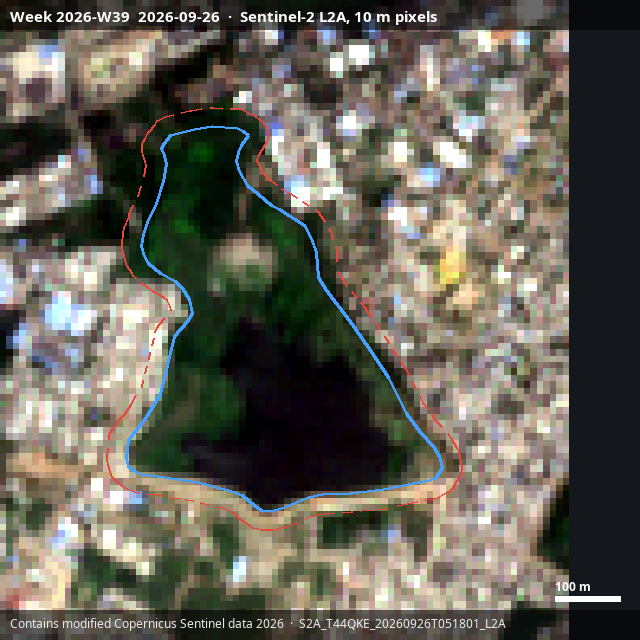 Week 2026-W39  2026-09-26  ·  Sentinel-2 L2A, 10 m pixels
100 m
Contains modified Copernicus Sentinel data 2026  ·  S2A_T44QKE_20260926T051801_L2A